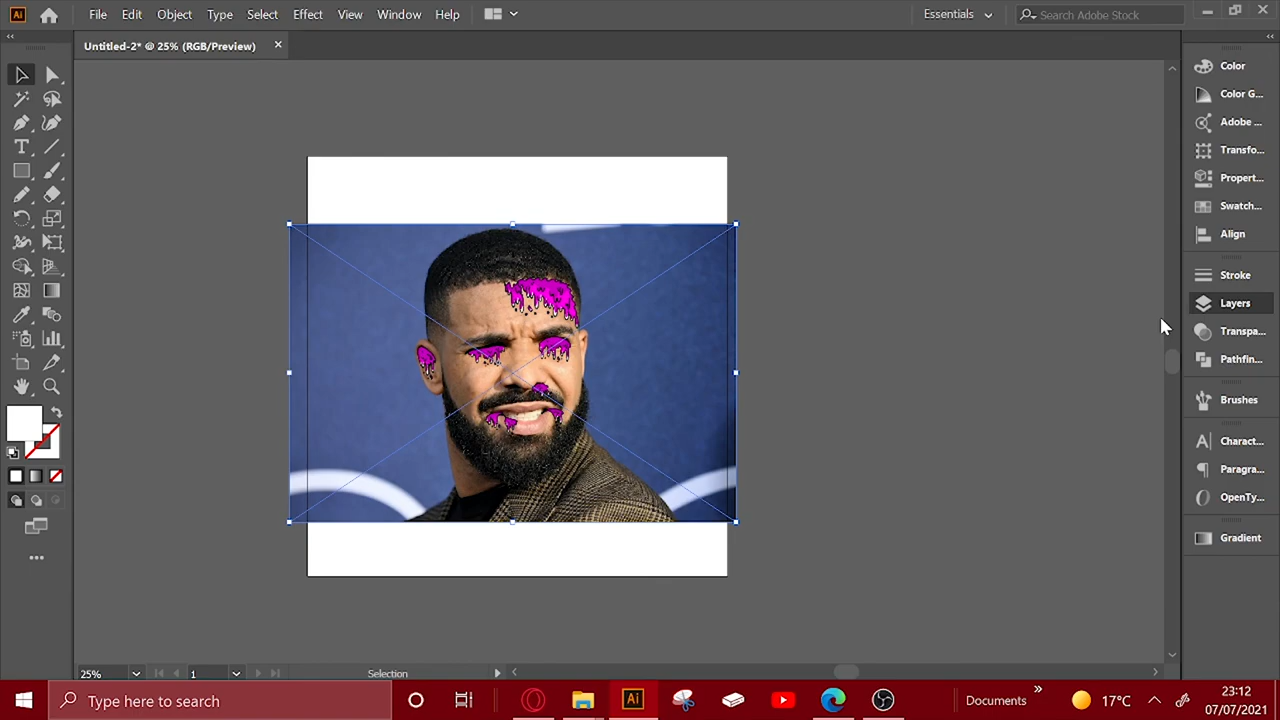 Ai File Edit Object Type Select Effect View Window Help Essentials Search Adobe Stock
Untitled-2* @ 25% (RGB/Preview)
Color
Color G...
Adobe ...
Transfo...
Propert...
Swatch...
Align
Stroke
Layers
Transpa...
Pathfin...
Brushes
Charact...
Paragra...
OpenTy...
Gradient
25% 1 Selection
Type here to search
Ai
Documents
17°C
23:12
07/07/2021